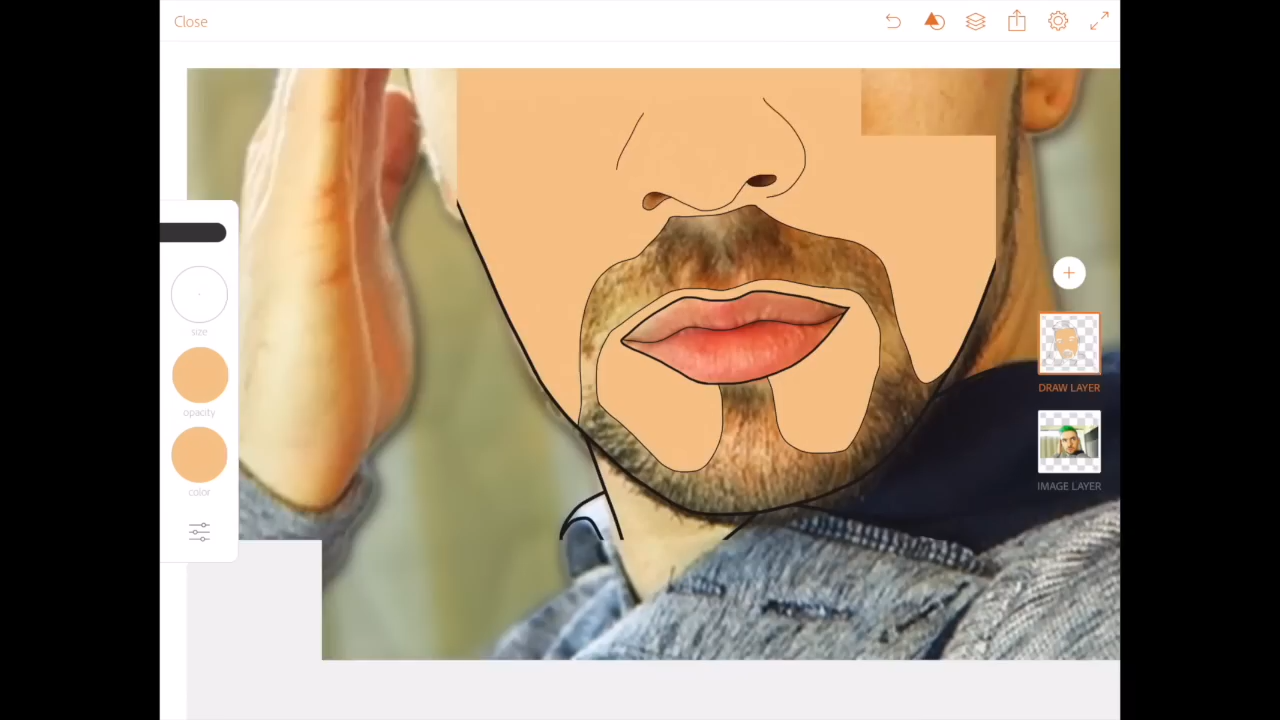 Close
size
opacity
color
DRAW LAYER
IMAGE LAYER